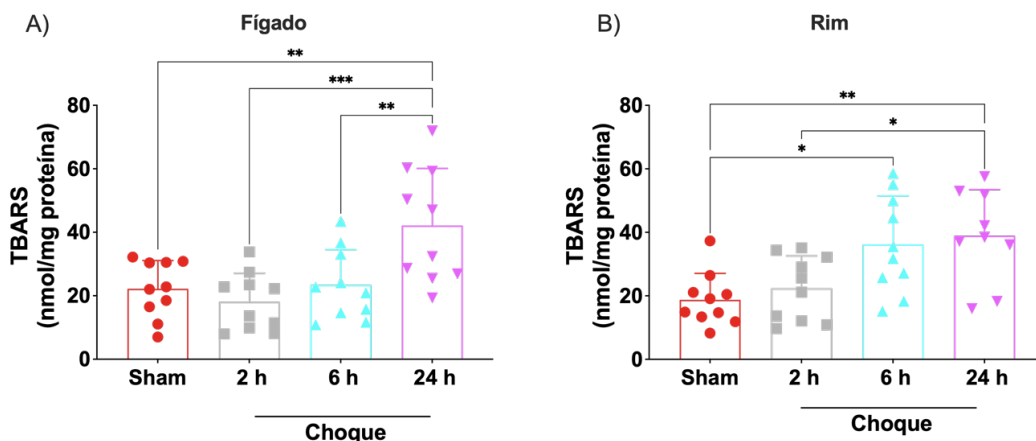 A) Fígado
TBARS
(nmol/mg proteína)
80
60
40
20
0
**
***
**
Sham 2 h 6 h 24 h
Choque
B) Rim
TBARS
(nmol/mg proteína)
80
60
40
20
0
**
*
*
Sham 2 h 6 h 24 h
Choque